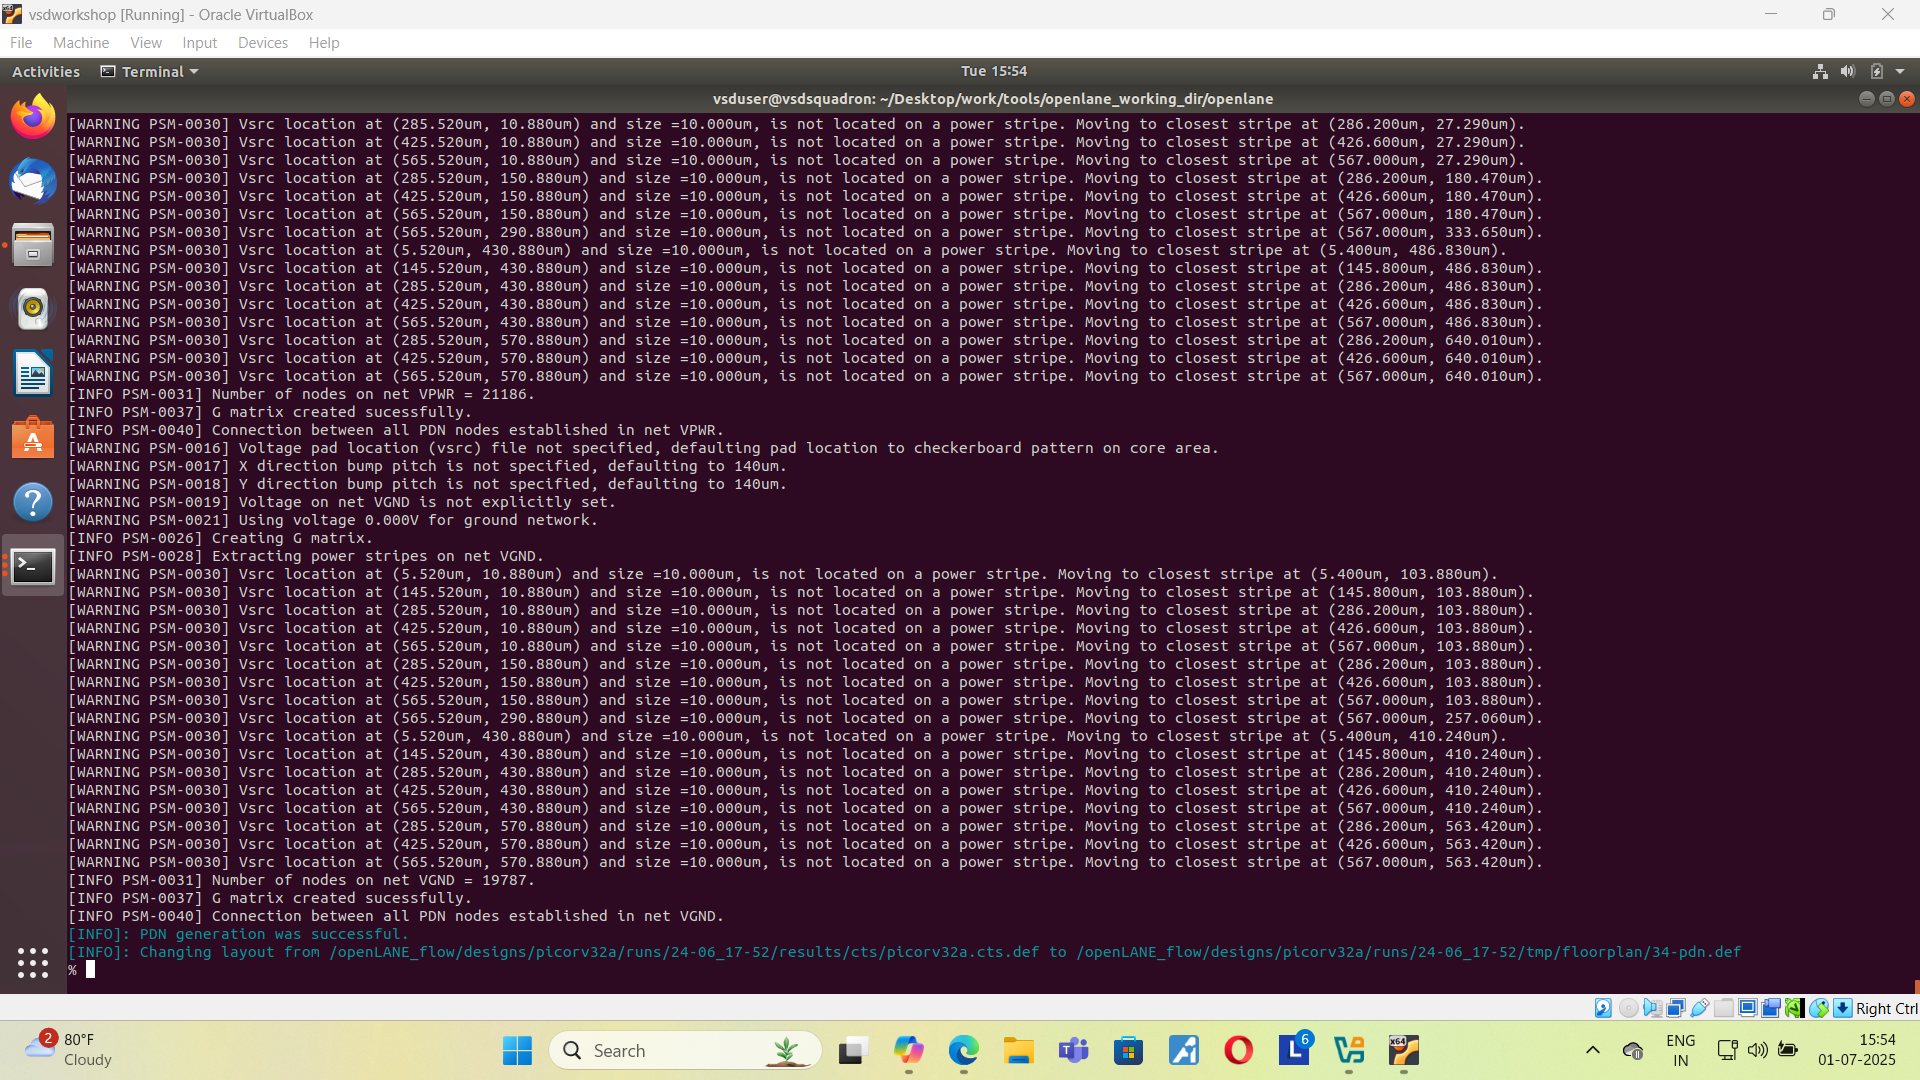 vsdworkshop [Running] - Oracle VirtualBox
File Machine View Input Devices Help
Activities Terminal Tue 15:54
vsduser@vsdsquadron: ~/Desktop/work/tools/openlane_working_dir/openlane
[WARNING PSM-0030] Vsrc location at (285.520um, 10.880um) and size =10.000um, is not located on a power stripe. Moving to closest stripe at (286.200um, 27.290um).
[WARNING PSM-0030] Vsrc location at (425.520um, 10.880um) and size =10.000um, is not located on a power stripe. Moving to closest stripe at (426.600um, 27.290um).
[WARNING PSM-0030] Vsrc location at (565.520um, 10.880um) and size =10.000um, is not located on a power stripe. Moving to closest stripe at (567.000um, 27.290um).
[WARNING PSM-0030] Vsrc location at (285.520um, 150.880um) and size =10.000um, is not located on a power stripe. Moving to closest stripe at (286.200um, 180.470um).
[WARNING PSM-0030] Vsrc location at (425.520um, 150.880um) and size =10.000um, is not located on a power stripe. Moving to closest stripe at (426.600um, 180.470um).
[WARNING PSM-0030] Vsrc location at (565.520um, 150.880um) and size =10.000um, is not located on a power stripe. Moving to closest stripe at (567.000um, 180.470um).
[WARNING PSM-0030] Vsrc location at (565.520um, 290.880um) and size =10.000um, is not located on a power stripe. Moving to closest stripe at (567.000um, 333.650um).
[WARNING PSM-0030] Vsrc location at (5.520um, 430.880um) and size =10.000um, is not located on a power stripe. Moving to closest stripe at (5.400um, 486.830um).
[WARNING PSM-0030] Vsrc location at (145.520um, 430.880um) and size =10.000um, is not located on a power stripe. Moving to closest stripe at (145.800um, 486.830um).
[WARNING PSM-0030] Vsrc location at (285.520um, 430.880um) and size =10.000um, is not located on a power stripe. Moving to closest stripe at (286.200um, 486.830um).
[WARNING PSM-0030] Vsrc location at (425.520um, 430.880um) and size =10.000um, is not located on a power stripe. Moving to closest stripe at (426.600um, 486.830um).
[WARNING PSM-0030] Vsrc location at (565.520um, 430.880um) and size =10.000um, is not located on a power stripe. Moving to closest stripe at (567.000um, 486.830um).
[WARNING PSM-0030] Vsrc location at (285.520um, 570.880um) and size =10.000um, is not located on a power stripe. Moving to closest stripe at (286.200um, 640.010um).
[WARNING PSM-0030] Vsrc location at (425.520um, 570.880um) and size =10.000um, is not located on a power stripe. Moving to closest stripe at (426.600um, 640.010um).
[WARNING PSM-0030] Vsrc location at (565.520um, 570.880um) and size =10.000um, is not located on a power stripe. Moving to closest stripe at (567.000um, 640.010um).
[INFO PSM-0031] Number of nodes on net VPWR = 21186.
[INFO PSM-0037] G matrix created sucessfully.
[INFO PSM-0040] Connection between all PDN nodes established in net VPWR.
[WARNING PSM-0016] Voltage pad location (vsrc) file not specified, defaulting pad location to checkerboard pattern on core area.
[WARNING PSM-0017] X direction bump pitch is not specified, defaulting to 140um.
[WARNING PSM-0018] Y direction bump pitch is not specified, defaulting to 140um.
[WARNING PSM-0019] Voltage on net VGND is not explicitly set.
[WARNING PSM-0021] Using voltage 0.000V for ground network.
[INFO PSM-0026] Creating G matrix.
[INFO PSM-0028] Extracting power stripes on net VGND.
[WARNING PSM-0030] Vsrc location at (5.520um, 10.880um) and size =10.000um, is not located on a power stripe. Moving to closest stripe at (5.400um, 103.880um).
[WARNING PSM-0030] Vsrc location at (145.520um, 10.880um) and size =10.000um, is not located on a power stripe. Moving to closest stripe at (145.800um, 103.880um).
[WARNING PSM-0030] Vsrc location at (285.520um, 10.880um) and size =10.000um, is not located on a power stripe. Moving to closest stripe at (286.200um, 103.880um).
[WARNING PSM-0030] Vsrc location at (425.520um, 10.880um) and size =10.000um, is not located on a power stripe. Moving to closest stripe at (426.600um, 103.880um).
[WARNING PSM-0030] Vsrc location at (565.520um, 10.880um) and size =10.000um, is not located on a power stripe. Moving to closest stripe at (567.000um, 103.880um).
[WARNING PSM-0030] Vsrc location at (285.520um, 150.880um) and size =10.000um, is not located on a power stripe. Moving to closest stripe at (286.200um, 103.880um).
[WARNING PSM-0030] Vsrc location at (425.520um, 150.880um) and size =10.000um, is not located on a power stripe. Moving to closest stripe at (426.600um, 103.880um).
[WARNING PSM-0030] Vsrc location at (565.520um, 150.880um) and size =10.000um, is not located on a power stripe. Moving to closest stripe at (567.000um, 103.880um).
[WARNING PSM-0030] Vsrc location at (565.520um, 290.880um) and size =10.000um, is not located on a power stripe. Moving to closest stripe at (567.000um, 257.060um).
[WARNING PSM-0030] Vsrc location at (5.520um, 430.880um) and size =10.000um, is not located on a power stripe. Moving to closest stripe at (5.400um, 410.240um).
[WARNING PSM-0030] Vsrc location at (145.520um, 430.880um) and size =10.000um, is not located on a power stripe. Moving to closest stripe at (145.800um, 410.240um).
[WARNING PSM-0030] Vsrc location at (285.520um, 430.880um) and size =10.000um, is not located on a power stripe. Moving to closest stripe at (286.200um, 410.240um).
[WARNING PSM-0030] Vsrc location at (425.520um, 430.880um) and size =10.000um, is not located on a power stripe. Moving to closest stripe at (426.600um, 410.240um).
[WARNING PSM-0030] Vsrc location at (565.520um, 430.880um) and size =10.000um, is not located on a power stripe. Moving to closest stripe at (567.000um, 410.240um).
[WARNING PSM-0030] Vsrc location at (285.520um, 570.880um) and size =10.000um, is not located on a power stripe. Moving to closest stripe at (286.200um, 563.420um).
[WARNING PSM-0030] Vsrc location at (425.520um, 570.880um) and size =10.000um, is not located on a power stripe. Moving to closest stripe at (426.600um, 563.420um).
[WARNING PSM-0030] Vsrc location at (565.520um, 570.880um) and size =10.000um, is not located on a power stripe. Moving to closest stripe at (567.000um, 563.420um).
[INFO PSM-0031] Number of nodes on net VGND = 19787.
[INFO PSM-0037] G matrix created sucessfully.
[INFO PSM-0040] Connection between all PDN nodes established in net VGND.
[INFO]: PDN generation was successful.
[INFO]: Changing layout from /openLANE_flow/designs/picorv32a/runs/24-06_17-52/results/cts/picorv32a.cts.def to /openLANE_flow/designs/picorv32a/runs/24-06_17-52/tmp/floorplan/34-pdn.def
%
Right Ctrl
2 80°F
Cloudy
Search
6
x64
ENG
IN
15:54
01-07-2025